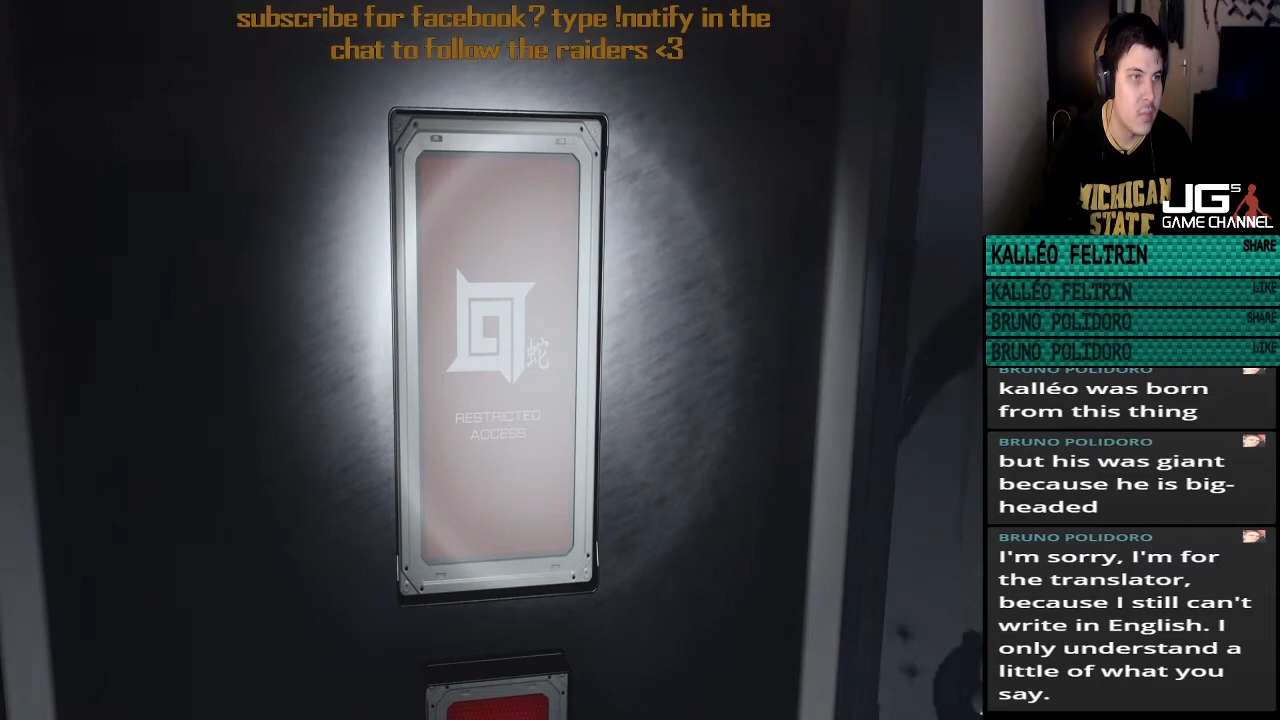 subscribe for facebook? type !notify in the
chat to follow the raiders <3
蛇
RESTRICTED
ACCESS
MICHIGAN
STATE
JG5
GAME CHANNEL
KALLÉO FELTRIN SHARE
KALLÉO FELTRIN LIKE
BRUNO POLIDORO SHARE
BRUNO POLIDORO LIKE
BRUNO POLIDORO
kalléo was born
from this thing
BRUNO POLIDORO
but his was giant
because he is big-
headed
BRUNO POLIDORO
I'm sorry, I'm for
the translator,
because I still can't
write in English. I
only understand a
little of what you
say.